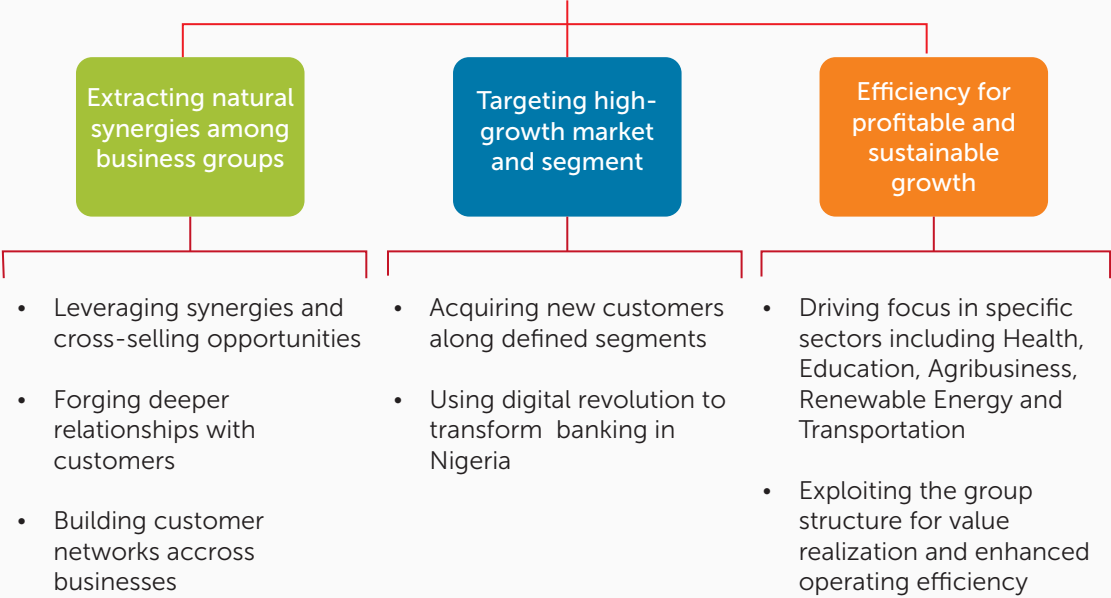 Extracting natural
synergies among
business groups
Targeting high-
growth market
and segment
Efficiency for
profitable and
sustainable
growth
• Leveraging synergies and
cross-selling opportunities
• Forging deeper
relationships with
customers
• Building customer
networks accross
businesses
• Acquiring new customers
along defined segments
• Using digital revolution to
transform banking in
Nigeria
• Driving focus in specific
sectors including Health,
Education, Agribusiness,
Renewable Energy and
Transportation
• Exploiting the group
structure for value
realization and enhanced
operating efficiency